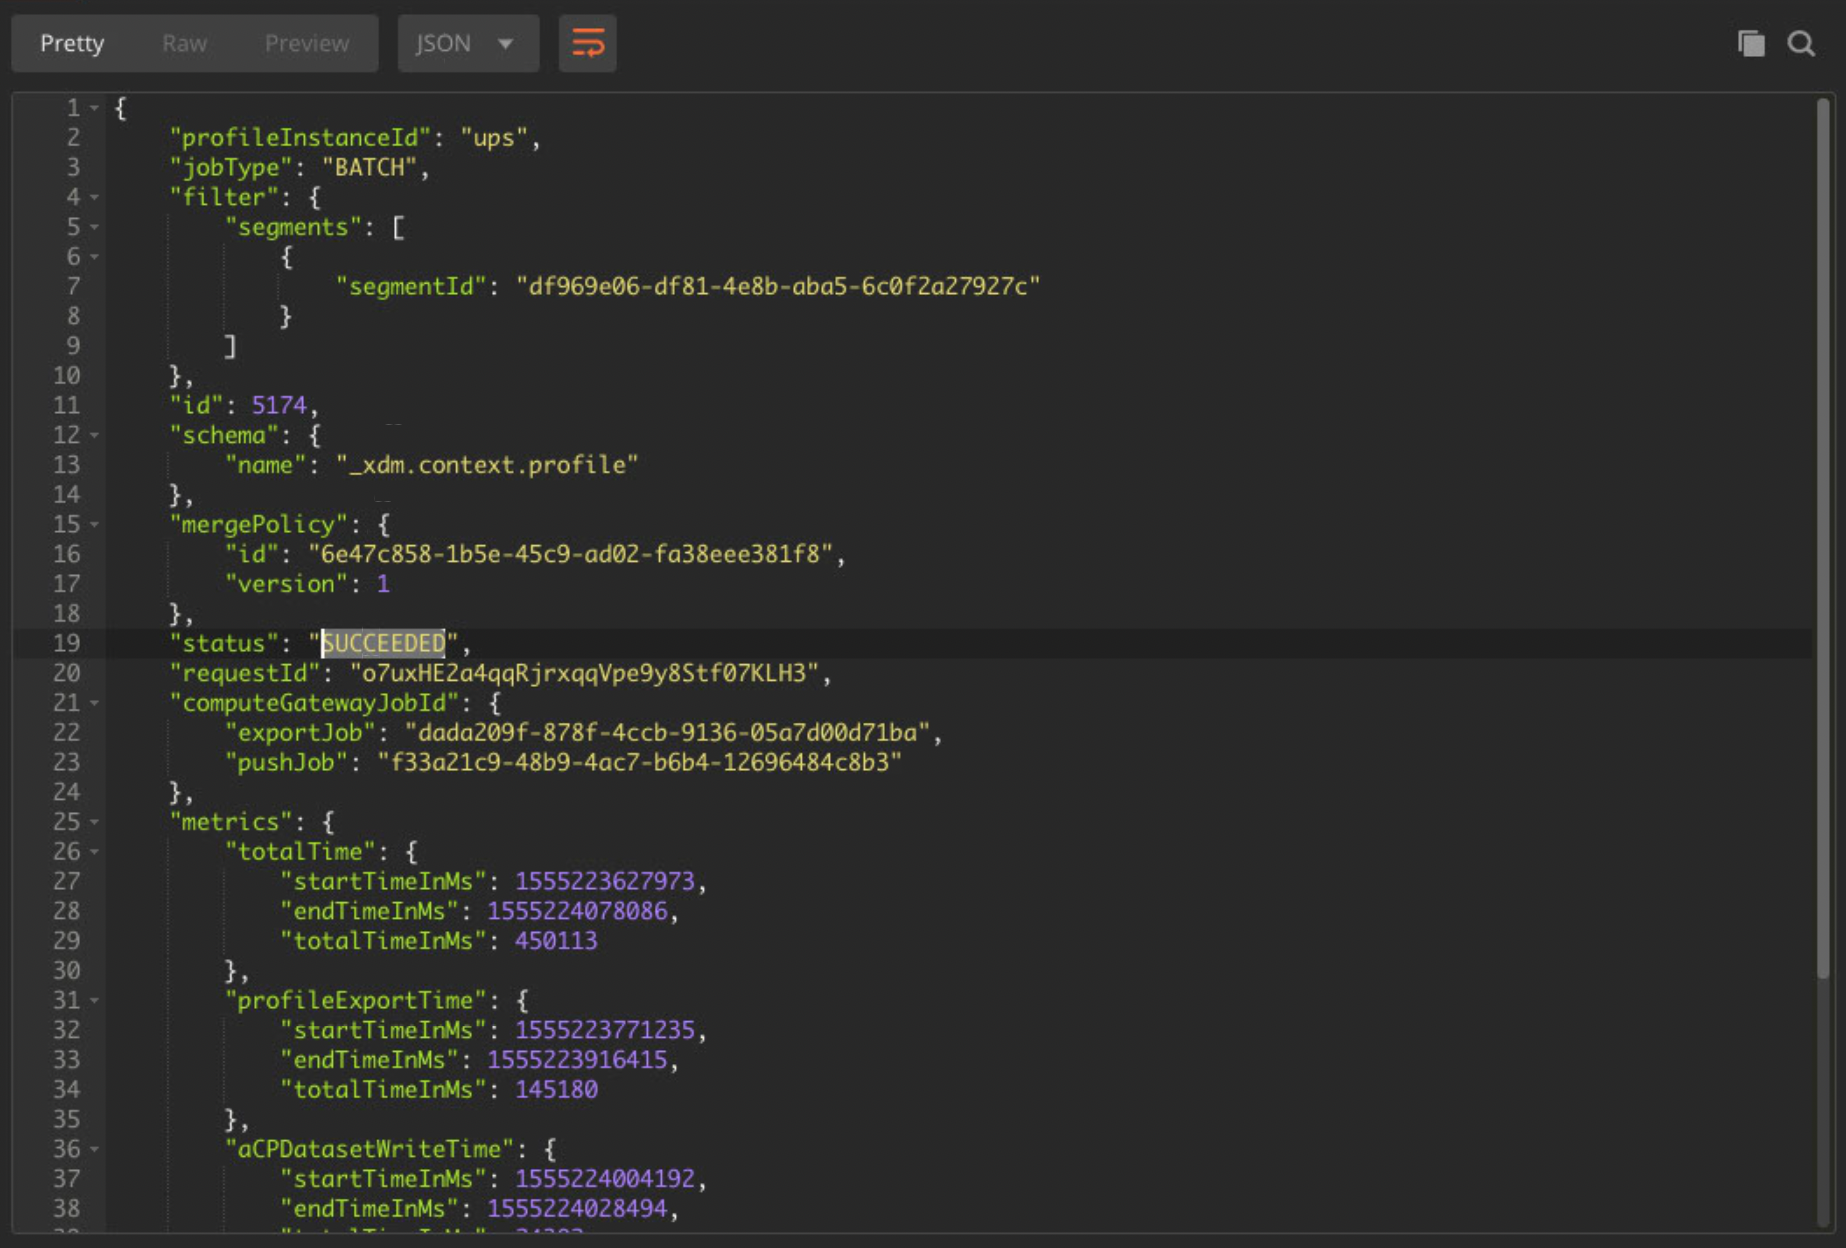 Pretty Raw Preview JSON
1 {
2 "profileInstanceId": "ups",
3 "jobType": "BATCH",
4 "filter": {
5 "segments": [
6 {
7 "segmentId": "df969e06-df81-4e8b-aba5-6c0f2a27927c"
8 }
9 ]
10 },
11 "id": 5174,
12 "schema": {
13 "name": "_xdm.context.profile"
14 },
15 "mergePolicy": {
16 "id": "6e47c858-1b5e-45c9-ad02-fa38eee381f8",
17 "version": 1
18 },
19 "status": "SUCCEEDED",
20 "requestId": "o7uxHE2a4qqRjrxqqVpe9y8Stf07KLH3",
21 "computeGatewayJobId": {
22 "exportJob": "dada209f-878f-4ccb-9136-05a7d00d71ba",
23 "pushJob": "f33a21c9-48b9-4ac7-b6b4-12696484c8b3"
24 },
25 "metrics": {
26 "totalTime": {
27 "startTimeInMs": 1555223627973,
28 "endTimeInMs": 1555224078086,
29 "totalTimeInMs": 450113
30 },
31 "profileExportTime": {
32 "startTimeInMs": 1555223771235,
33 "endTimeInMs": 1555223916415,
34 "totalTimeInMs": 145180
35 },
36 "aCPDatasetWriteTime": {
37 "startTimeInMs": 1555224004192,
38 "endTimeInMs": 1555224028494,